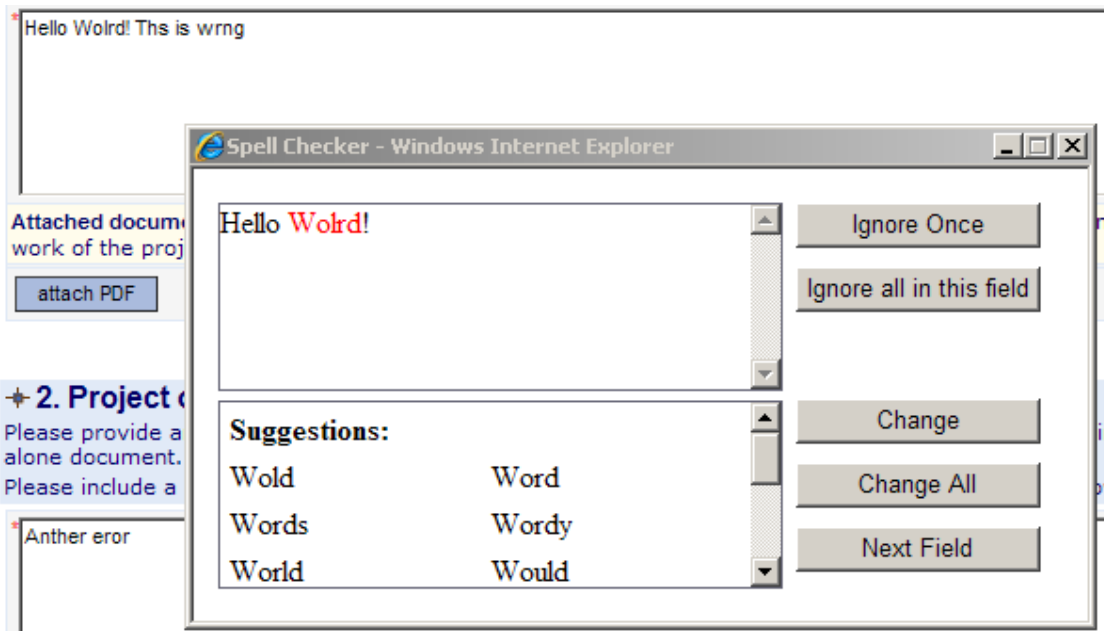 * Hello Wolrd! Ths is wrng
Spell Checker - Windows Internet Explorer
Hello Wolrd!
Ignore Once
Ignore all in this field
Attached docume
work of the proj
attach PDF
2. Project
Please provide a
alone document.
Please include a
Suggestions:
Wold Word
Words Wordy
World Would
Change
Change All
Next Field
* Anther eror